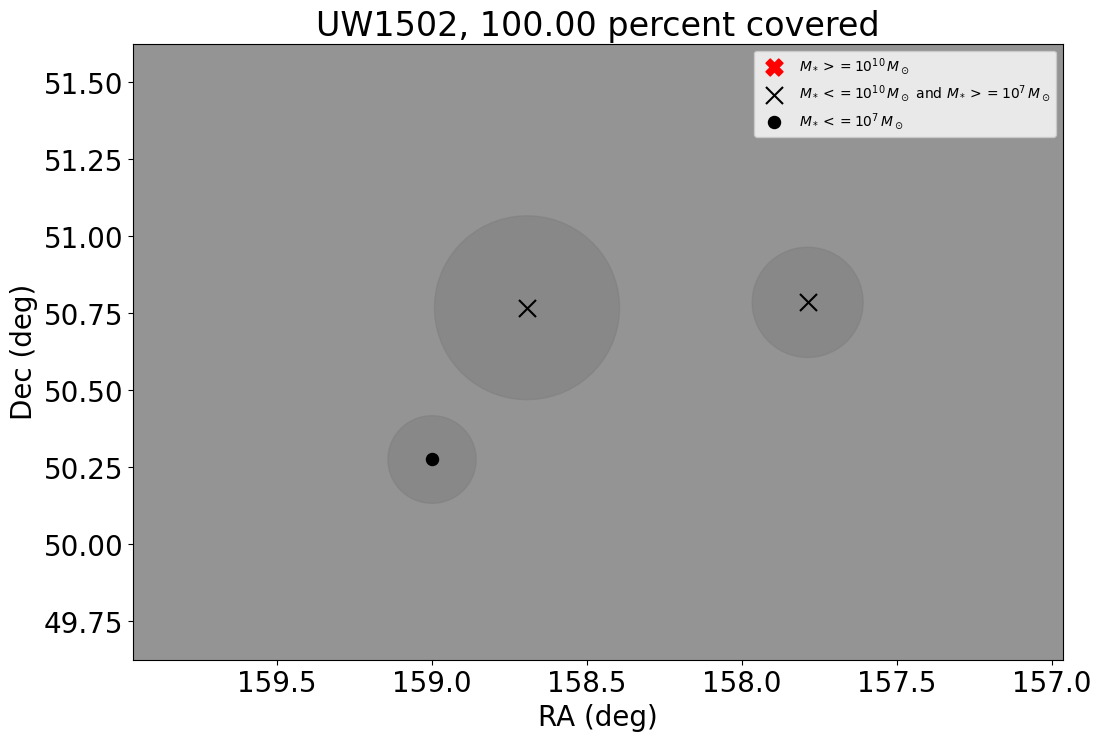 UW1502, 100.00 percent covered
M* >= 10^10 M⊙
M* <= 10^10 M⊙ and M* >= 10^7 M⊙
M* <= 10^7 M⊙
51.50
51.25
51.00
50.75
50.50
50.25
50.00
49.75
Dec (deg)
159.5 159.0 158.5 158.0 157.5 157.0
RA (deg)